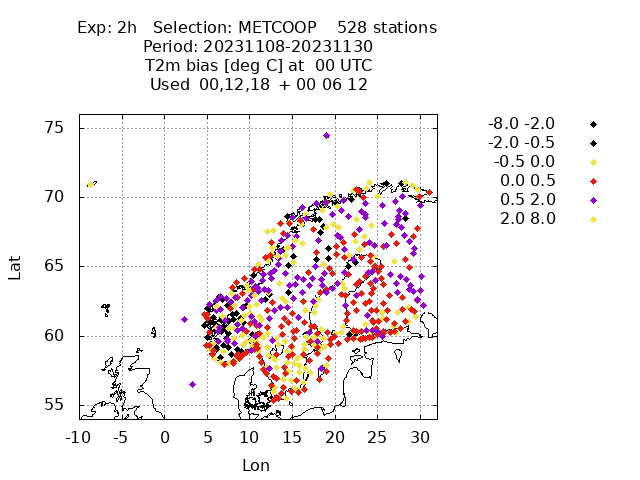 Exp: 2h   Selection: METCOOP    528 stations
Period: 20231108-20231130
T2m bias [deg C] at  00 UTC
Used  00,12,18  + 00 06 12
-8.0 -2.0
-2.0 -0.5
-0.5 0.0
0.0 0.5
0.5 2.0
2.0 8.0
75
70
65
60
55
Lat
-10 -5 0 5 10 15 20 25 30
Lon